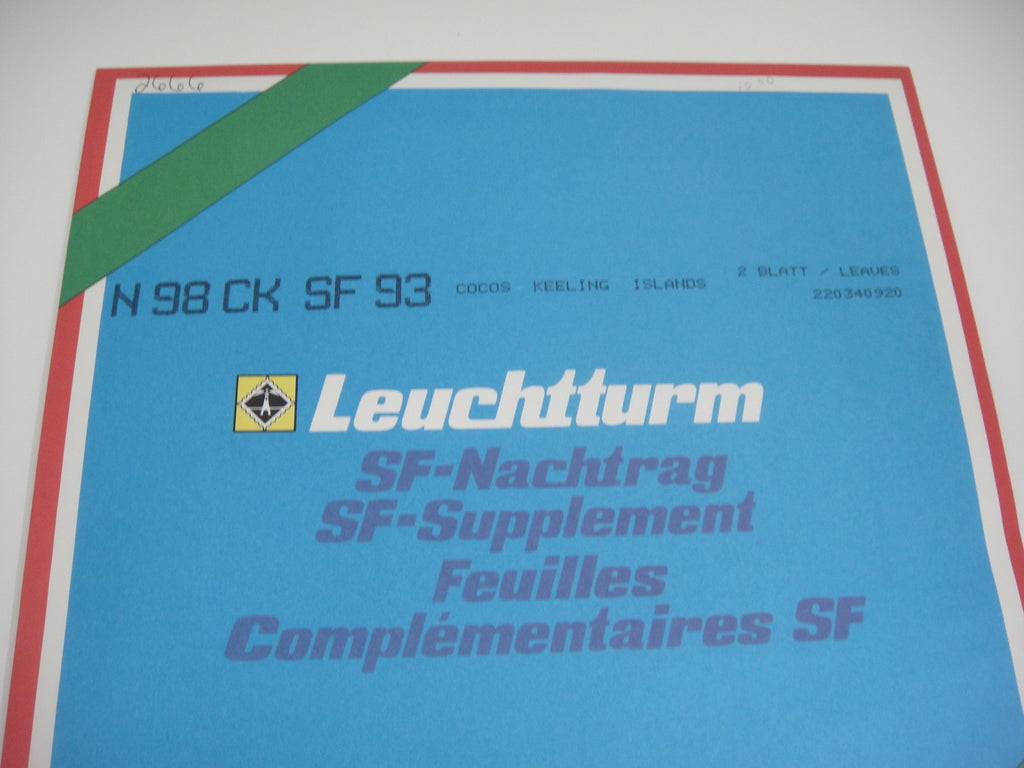 2666
N 98 CK SF 93 COCOS KEELING ISLANDS 2 BLATT / LEAVES
220340920
Leuchtturm
SF-Nachtrag
SF-Supplement
Feuilles
Complémentaires SF